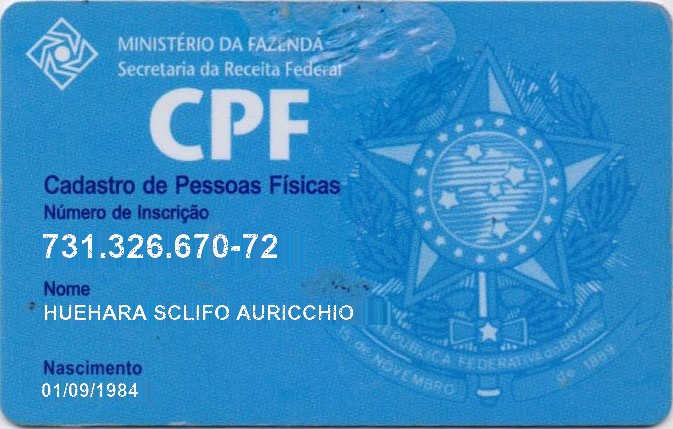 MINISTÉRIO DA FAZENDA
Secretaria da Receita Federal
CPF
Cadastro de Pessoas Físicas
Número de Inscrição
731.326.670-72
Nome
HUEHARA SCLIFO AURICCHIO
Nascimento
01/09/1984
REPÚBLICA FEDERATIVA do BRASIL
15 de NOVEMBRO de 1889